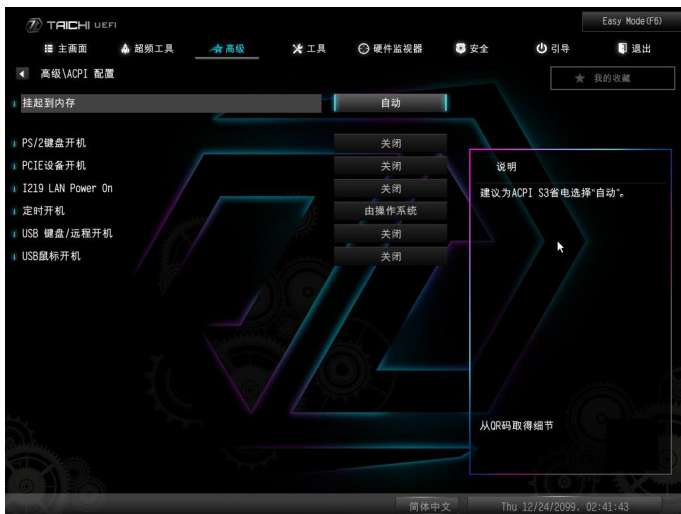 TAICHI UEFI
Easy Mode(F6)
主画面 超频工具 高级 工具 硬件监视器 安全 引导 退出
高级\ACPI 配置
我的收藏
挂起到内存 自动
PS/2键盘开机 关闭
PCIE设备开机 关闭
I219 LAN Power On 关闭
定时开机 由操作系统
USB 键盘/远程开机 关闭
USB鼠标开机 关闭
说明
建议为ACPI S3省电选择“自动”。
从QR码取得细节
简体中文 Thu 12/24/2099, 02:41:43